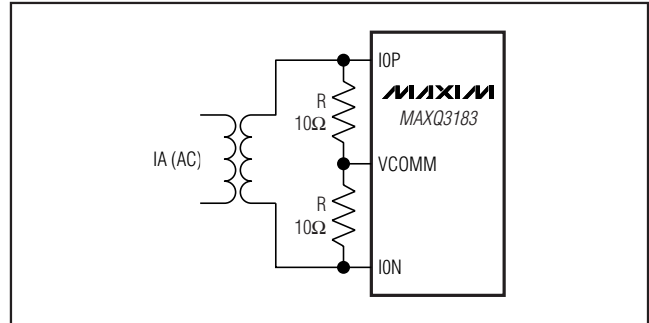 I0P
MAXIM
R
10Ω
MAXQ3183
IA (AC)
VCOMM
R
10Ω
I0N